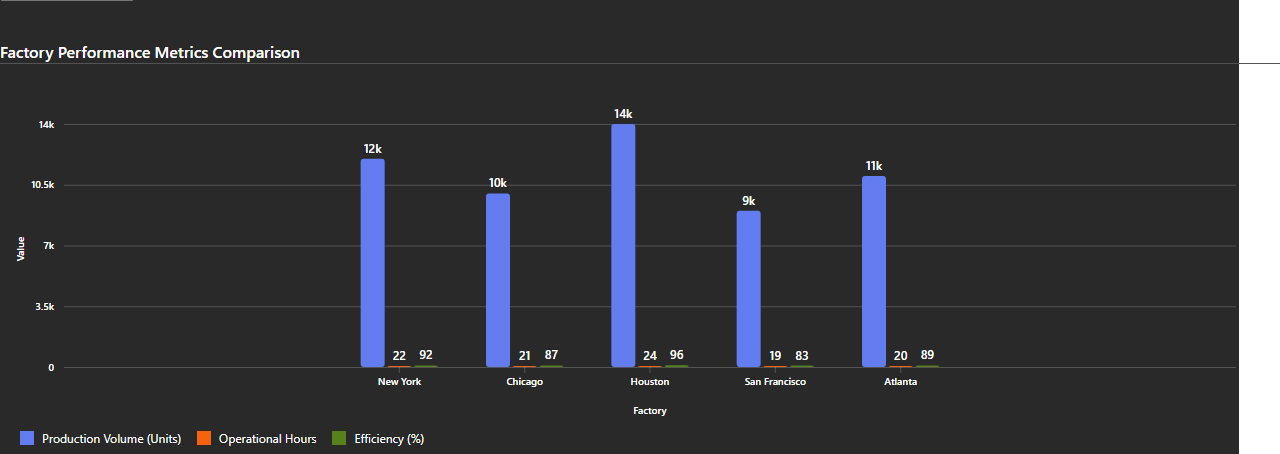 Factory Performance Metrics Comparison
14k
14k
12k
11k
10.5k
10k
9k
Value
7k
3.5k
22 92 21 87 24 96 19 83 20 89
0
New York Chicago Houston San Francisco Atlanta
Factory
Production Volume (Units) Operational Hours Efficiency (%)